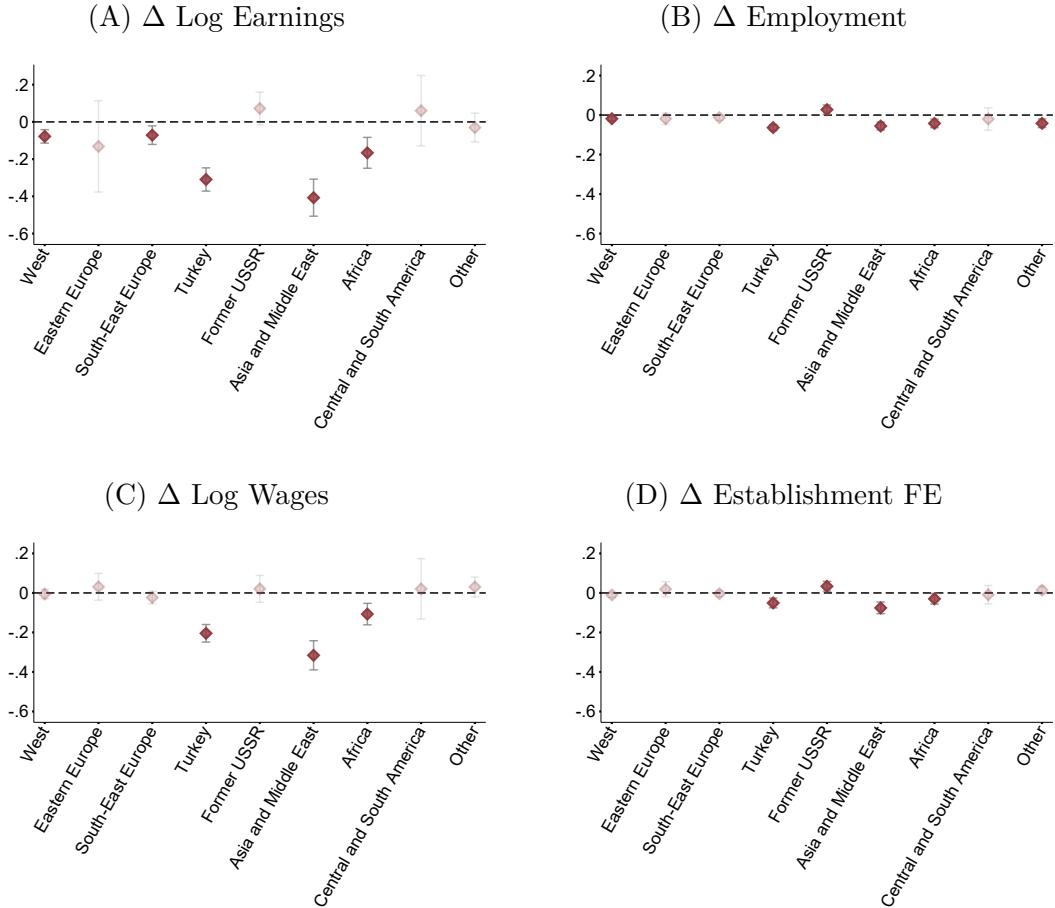 (A) Δ Log Earnings
.2
0
-.2
-.4
-.6
West
Eastern Europe
South-East Europe
Turkey
Former USSR
Asia and Middle East
Africa
Central and South America
Other
(B) Δ Employment
.2
0
-.2
-.4
-.6
West
Eastern Europe
South-East Europe
Turkey
Former USSR
Asia and Middle East
Africa
Central and South America
Other
(C) Δ Log Wages
.2
0
-.2
-.4
-.6
West
Eastern Europe
South-East Europe
Turkey
Former USSR
Asia and Middle East
Africa
Central and South America
Other
(D) Δ Establishment FE
.2
0
-.2
-.4
-.6
West
Eastern Europe
South-East Europe
Turkey
Former USSR
Asia and Middle East
Africa
Central and South America
Other